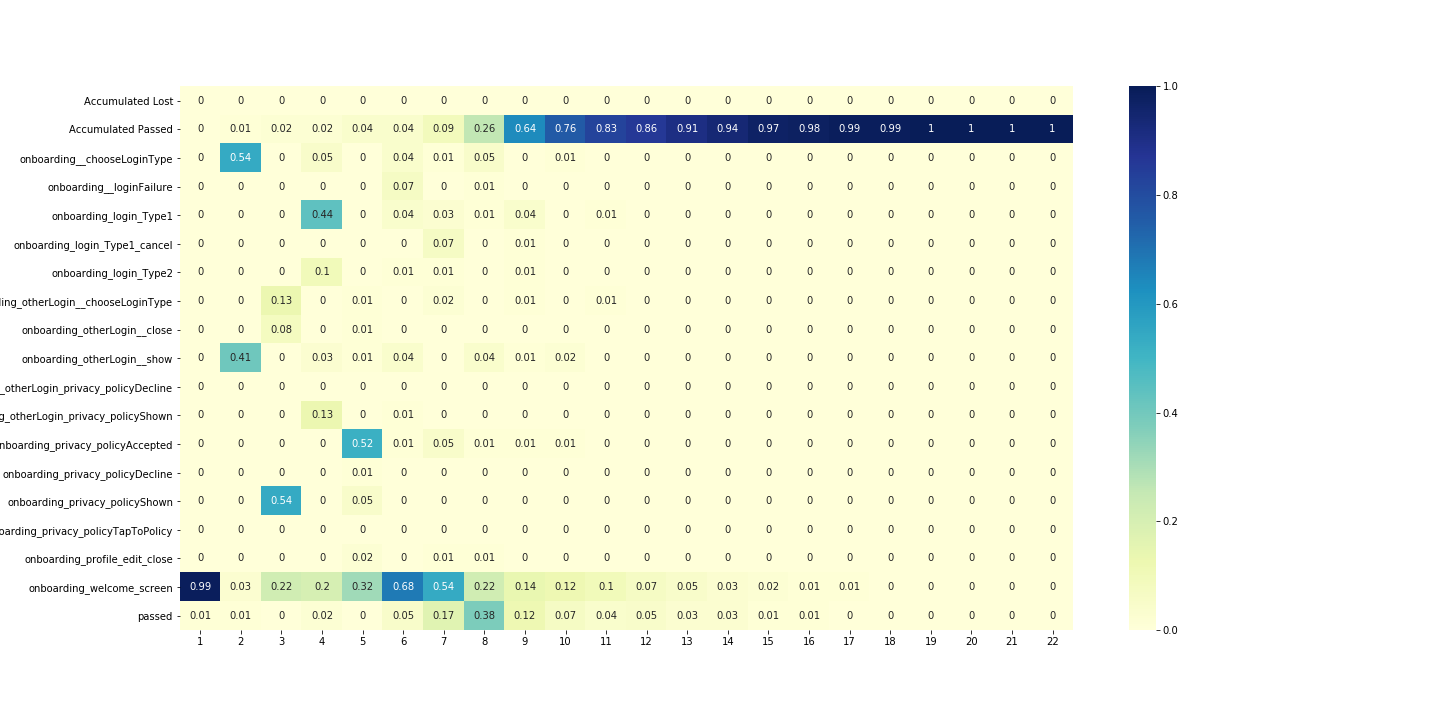 Accumulated Lost 0 0 0 0 0 0 0 0 0 0 0 0 0 0 0 0 0 0 0 0 0 0
Accumulated Passed 0 0.01 0.02 0.02 0.04 0.04 0.09 0.26 0.64 0.76 0.83 0.86 0.91 0.94 0.97 0.98 0.99 0.99 1 1 1 1
onboarding__chooseLoginType 0 0.54 0 0.05 0 0.04 0.01 0.05 0 0.01 0 0 0 0 0 0 0 0 0 0 0 0
onboarding__loginFailure 0 0 0 0 0 0.07 0 0.01 0 0 0 0 0 0 0 0 0 0 0 0 0 0
onboarding_login_Type1 0 0 0 0.44 0 0.04 0.03 0.01 0.04 0 0.01 0 0 0 0 0 0 0 0 0 0 0
onboarding_login_Type1_cancel 0 0 0 0 0 0 0.07 0 0.01 0 0 0 0 0 0 0 0 0 0 0 0 0
onboarding_login_Type2 0 0 0 0.1 0 0.01 0.01 0 0.01 0 0 0 0 0 0 0 0 0 0 0 0 0
ing_otherLogin__chooseLoginType 0 0 0.13 0 0.01 0 0.02 0 0.01 0 0.01 0 0 0 0 0 0 0 0 0 0 0
onboarding_otherLogin__close 0 0 0.08 0 0.01 0 0 0 0 0 0 0 0 0 0 0 0 0 0 0 0 0
onboarding_otherLogin__show 0 0.41 0 0.03 0.01 0.04 0 0.04 0.01 0.02 0 0 0 0 0 0 0 0 0 0 0 0
_otherLogin_privacy_policyDecline 0 0 0 0 0 0 0 0 0 0 0 0 0 0 0 0 0 0 0 0 0 0
g_otherLogin_privacy_policyShown 0 0 0 0.13 0 0.01 0 0 0 0 0 0 0 0 0 0 0 0 0 0 0 0
nboarding_privacy_policyAccepted 0 0 0 0 0.52 0.01 0.05 0.01 0.01 0.01 0 0 0 0 0 0 0 0 0 0 0 0
onboarding_privacy_policyDecline 0 0 0 0 0.01 0 0 0 0 0 0 0 0 0 0 0 0 0 0 0 0 0
onboarding_privacy_policyShown 0 0 0.54 0 0.05 0 0 0 0 0 0 0 0 0 0 0 0 0 0 0 0 0
oarding_privacy_policyTapToPolicy 0 0 0 0 0 0 0 0 0 0 0 0 0 0 0 0 0 0 0 0 0 0
onboarding_profile_edit_close 0 0 0 0 0.02 0 0.01 0.01 0 0 0 0 0 0 0 0 0 0 0 0 0 0
onboarding_welcome_screen 0.99 0.03 0.22 0.2 0.32 0.68 0.54 0.22 0.14 0.12 0.1 0.07 0.05 0.03 0.02 0.01 0.01 0 0 0 0 0
passed 0.01 0.01 0 0.02 0 0.05 0.17 0.38 0.12 0.07 0.04 0.05 0.03 0.03 0.01 0.01 0 0 0 0 0 0
1 2 3 4 5 6 7 8 9 10 11 12 13 14 15 16 17 18 19 20 21 22
1.0
0.8
0.6
0.4
0.2
0.0